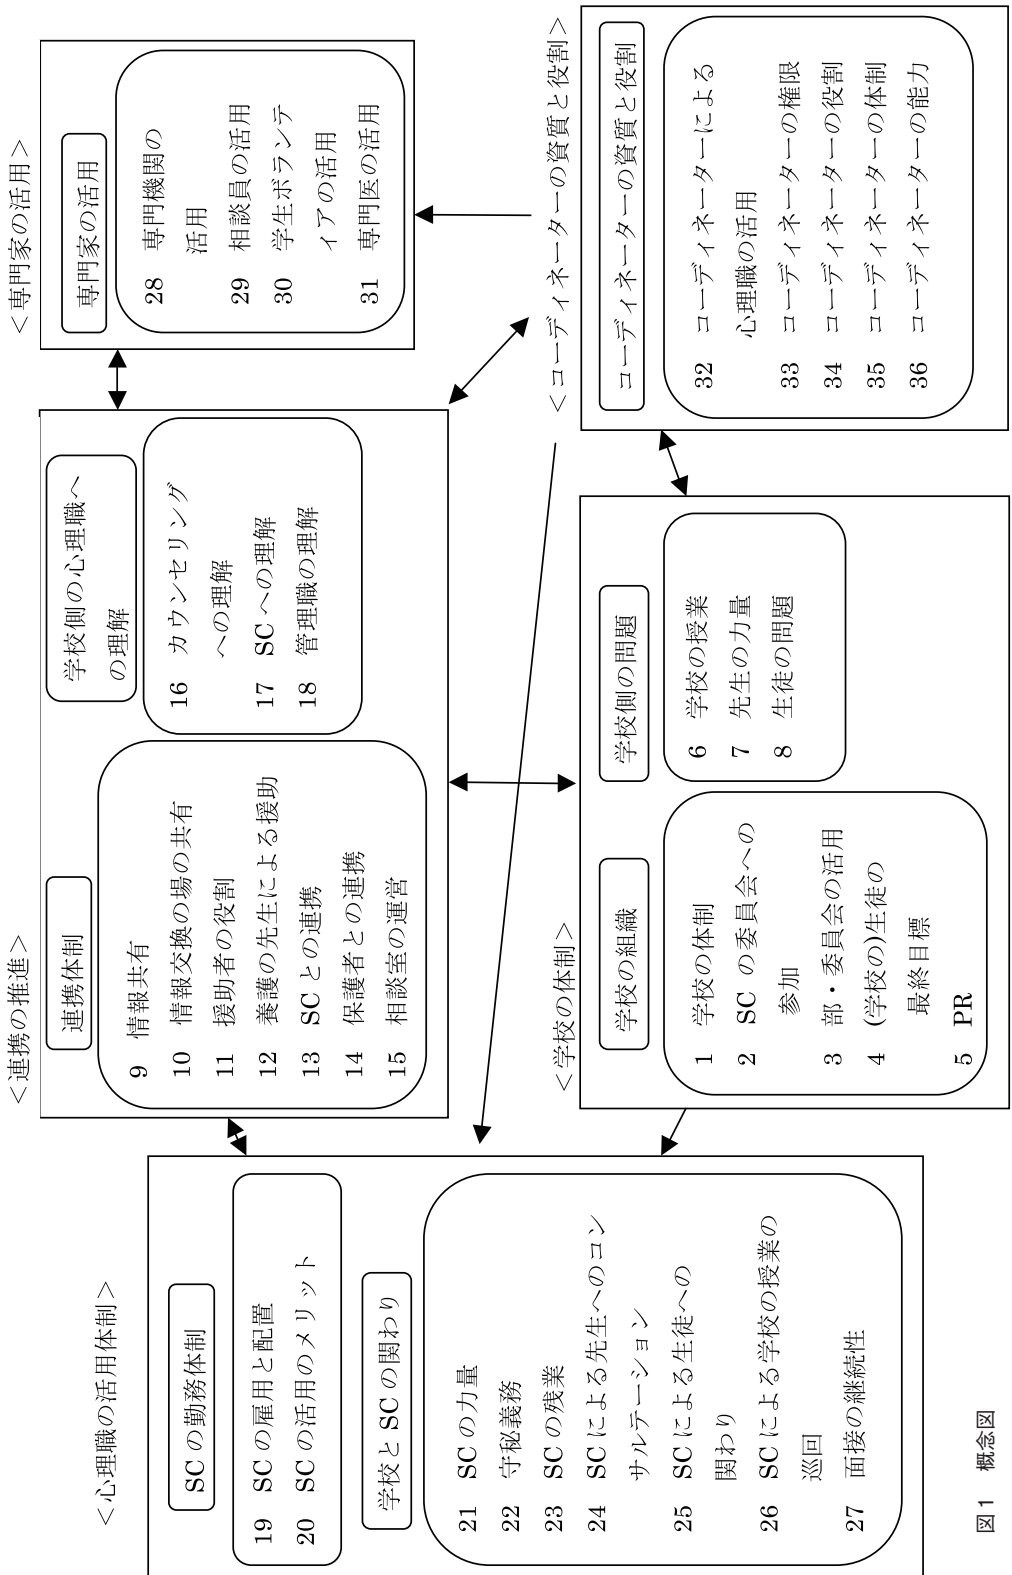 ＜心理職の活用体制＞
SC の勤務体制
19 SC の雇用と配置
20 SC の活用のメリット
学校と SC の関わり
21 SC の力量
22 守秘義務
23 SC の残業
24 SC による先生へのコン
サルテーション
25 SC による生徒への
関わり
26 SC による学校の授業の
巡回
27 面接の継続性
＜連携の推進＞
連携体制
9 情報共有
10 情報交換の場の共有
11 援助者の役割
12 養護の先生による援助
13 SC との連携
14 保護者との連携
15 相談室の運営
学校側の心理職へ
の理解
16 カウンセリング
への理解
17 SC への理解
18 管理職の理解
＜専門家の活用＞
専門家の活用
28 専門機関の
活用
29 相談員の活用
30 学生ボランテ
ィアの活用
31 専門医の活用
＜学校の体制＞
学校の組織
1 学校の体制
2 SC の委員会への
参加
3 部・委員会の活用
4 (学校の)生徒の
最終目標
5 PR
学校側の問題
6 学校の授業
7 先生の力量
8 生徒の問題
＜コーディネーターの資質と役割＞
コーディネーターの資質と役割
32 コーディネーターによる
心理職の活用
33 コーディネーターの権限
34 コーディネーターの役割
35 コーディネーターの体制
36 コーディネーターの能力
図1 概念図